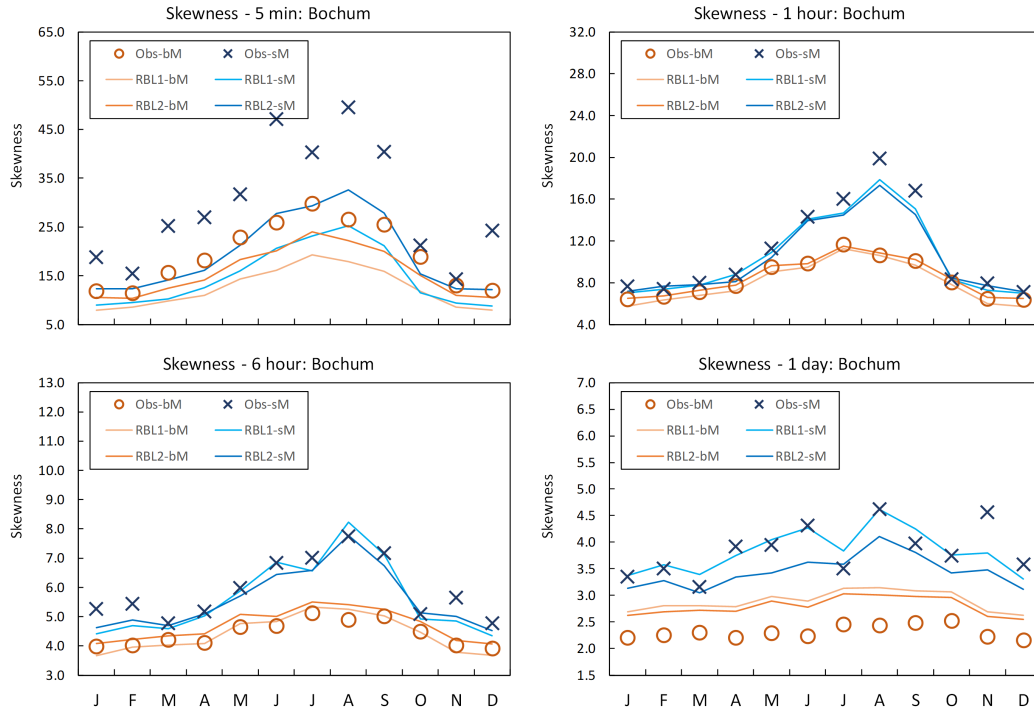 Skewness - 5 min: Bochum
65.0
55.0
45.0
35.0
25.0
15.0
5.0
Skewness
Obs-bM Obs-sM
RBL1-bM RBL1-sM
RBL2-bM RBL2-sM
Skewness - 1 hour: Bochum
32.0
28.0
24.0
20.0
16.0
12.0
8.0
4.0
Skewness
Obs-bM Obs-sM
RBL1-bM RBL1-sM
RBL2-bM RBL2-sM
Skewness - 6 hour: Bochum
13.0
12.0
11.0
10.0
9.0
8.0
7.0
6.0
5.0
4.0
3.0
Skewness
Obs-bM Obs-sM
RBL1-bM RBL1-sM
RBL2-bM RBL2-sM
J F M A M J J A S O N D
Skewness - 1 day: Bochum
7.0
6.5
6.0
5.5
5.0
4.5
4.0
3.5
3.0
2.5
2.0
1.5
Skewness
Obs-bM Obs-sM
RBL1-bM RBL1-sM
RBL2-bM RBL2-sM
J F M A M J J A S O N D